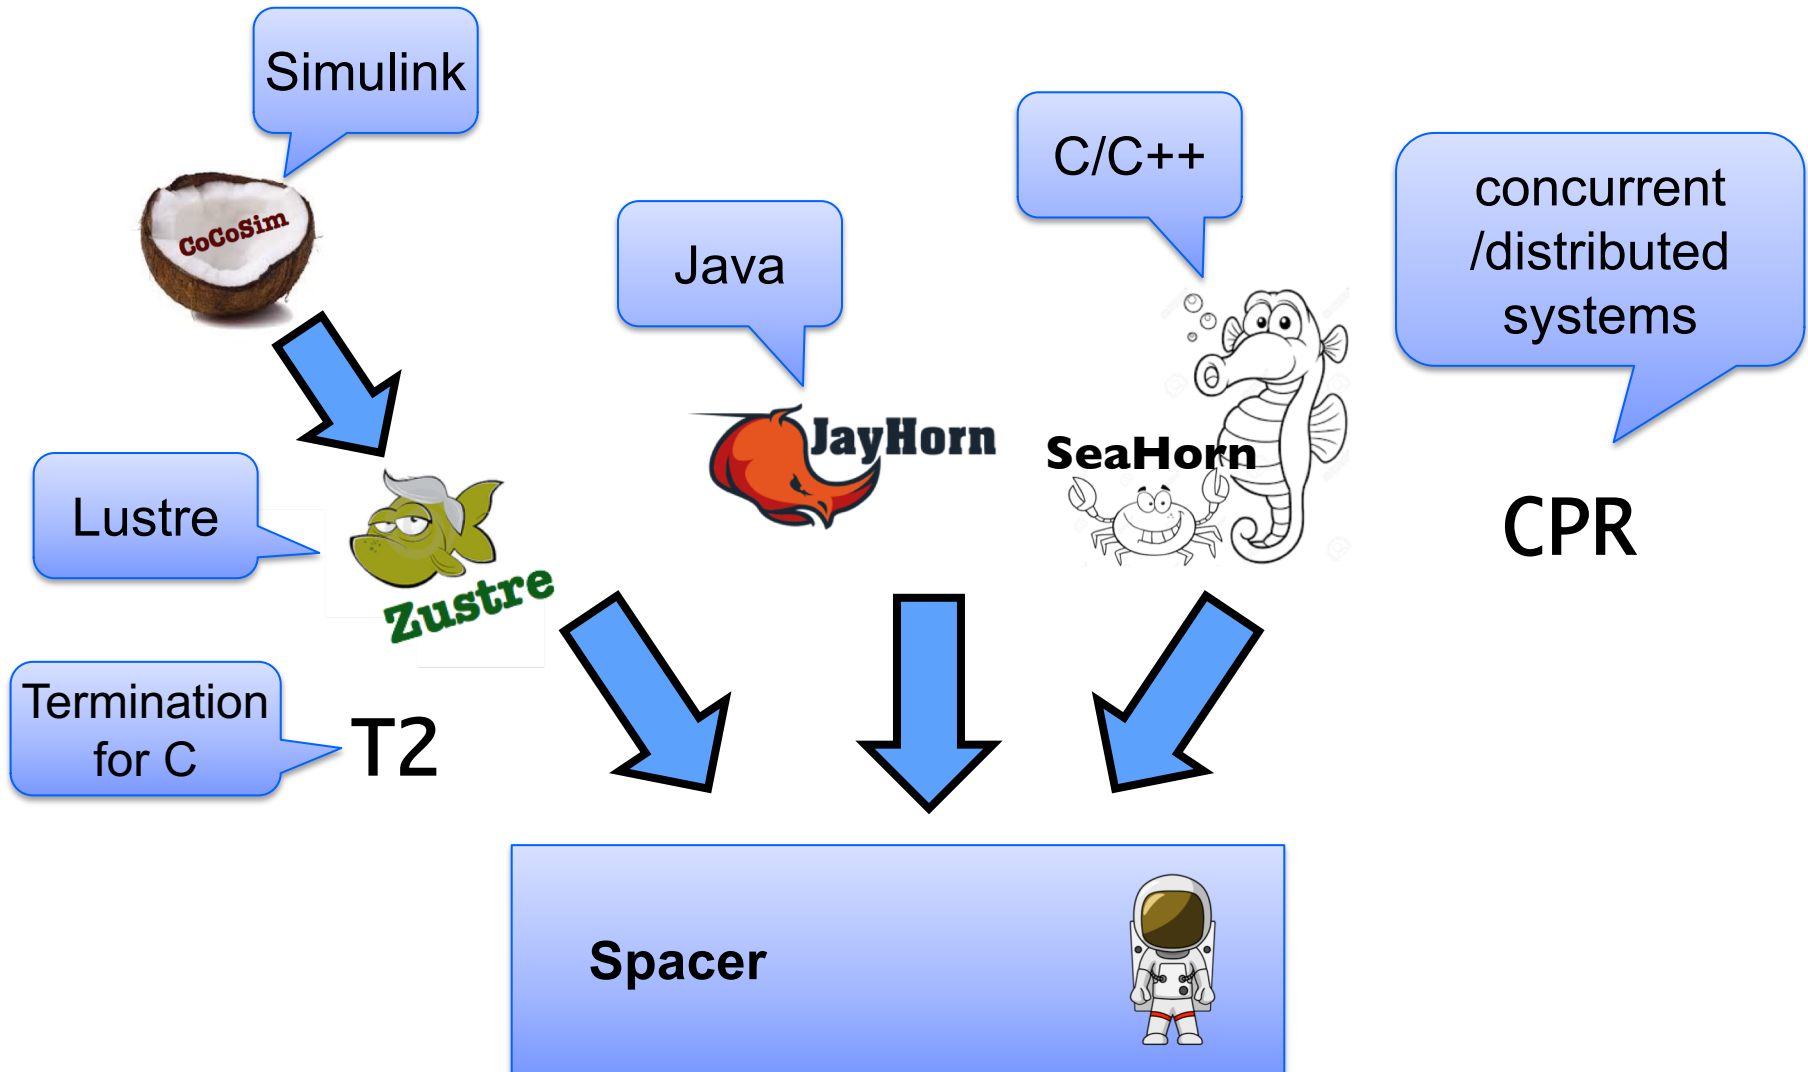 Simulink
CoCoSim
Java
C/C++
concurrent
/distributed
systems
JayHorn
SeaHorn
Lustre
CPR
Zustre
Termination
for C
T2
Spacer